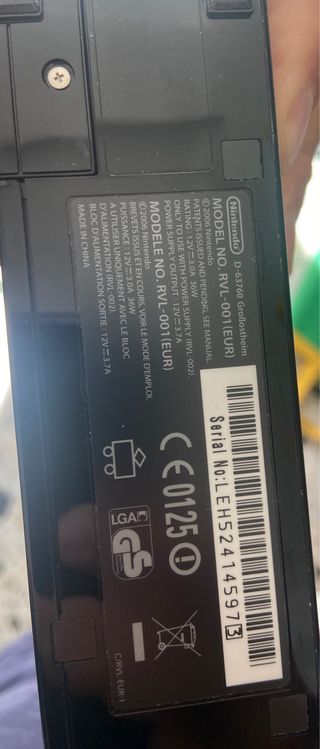 Nintendo
D-63760 Großostheim
MODEL NO. RVL-001(EUR)
©2006 Nintendo
PATENTS ISSUED AND PENDING. SEE MANUAL.
RATING : 12V⎓3.0A 36W
ONLY TO USE WITH POWER SUPPLY (RVL-002).
POWER SUPPLY OUTPUT : 12V⎓3.7A
MODELE NO. RVL-001(EUR)
©2006 Nintendo
BREVETS ISSUS ET EN COURS. VOIR LE MODE D'EMPLOI.
PUISSANCE : 12V⎓3.0A 36W
A UTILISER UNIQUEMENT AVEC LE BLOC
D'ALIMENTATION (RVL-002).
BLOC D'ALIMENTATION SORTIE : 12V⎓3.7A
MADE IN CHINA
Serial No:LEH52414597 3
CE0125
LGA
GS
C/RVL-EUR-1